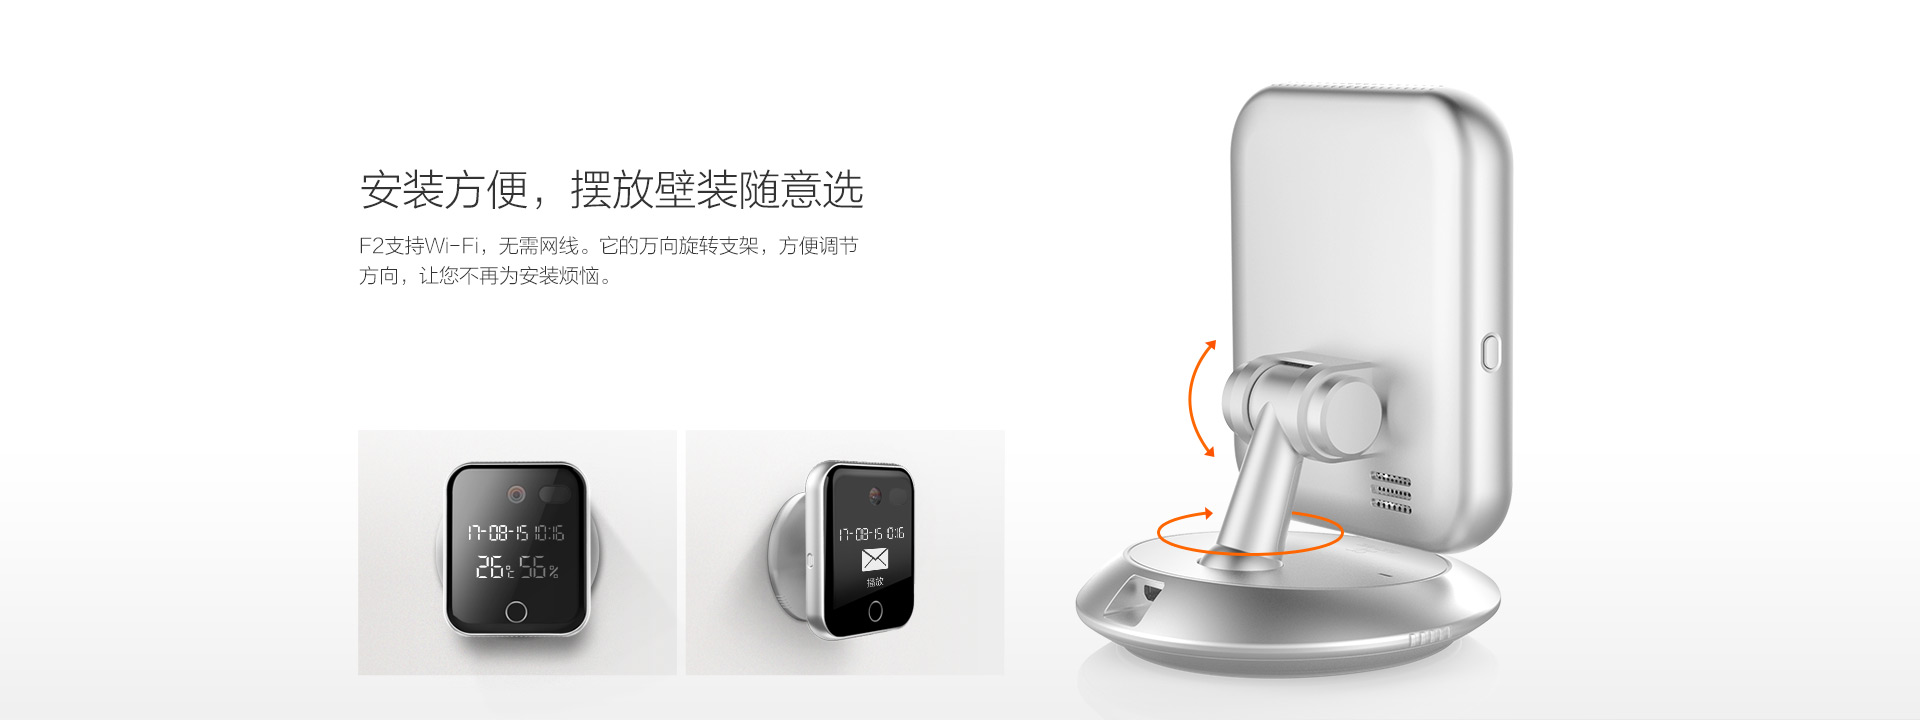 安装方便，摆放壁装随意选
F2支持Wi-Fi，无需网线。它的万向旋转支架，方便调节
方向，让您不再为安装烦恼。
17-08-15 10:16
26℃ 56%
17-08-15 10:16
播放